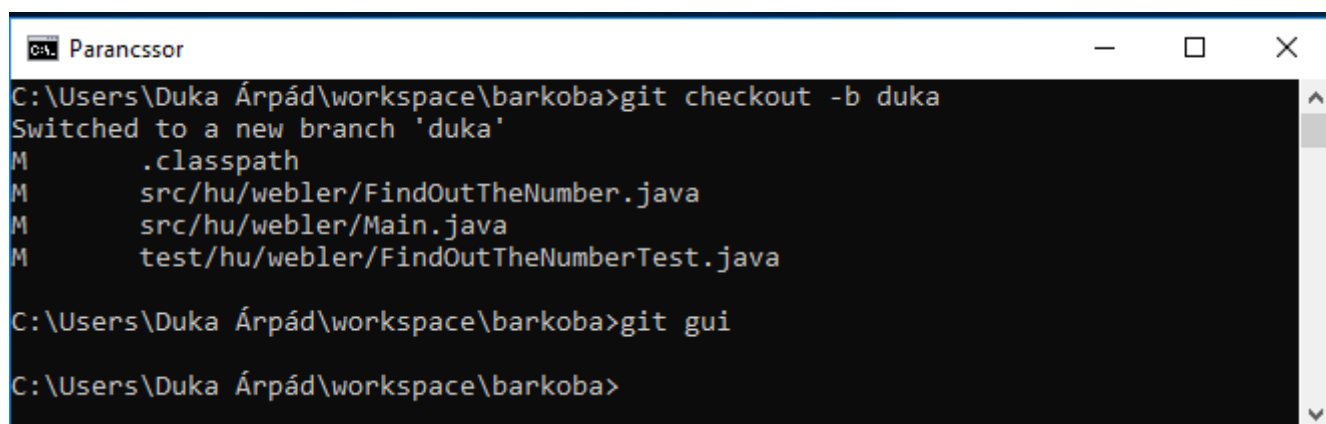 Parancssor
C:\Users\Duka Árpád\workspace\barkoba>git checkout -b duka
Switched to a new branch 'duka'
M       .classpath
M       src/hu/webler/FindOutTheNumber.java
M       src/hu/webler/Main.java
M       test/hu/webler/FindOutTheNumberTest.java
C:\Users\Duka Árpád\workspace\barkoba>git gui
C:\Users\Duka Árpád\workspace\barkoba>